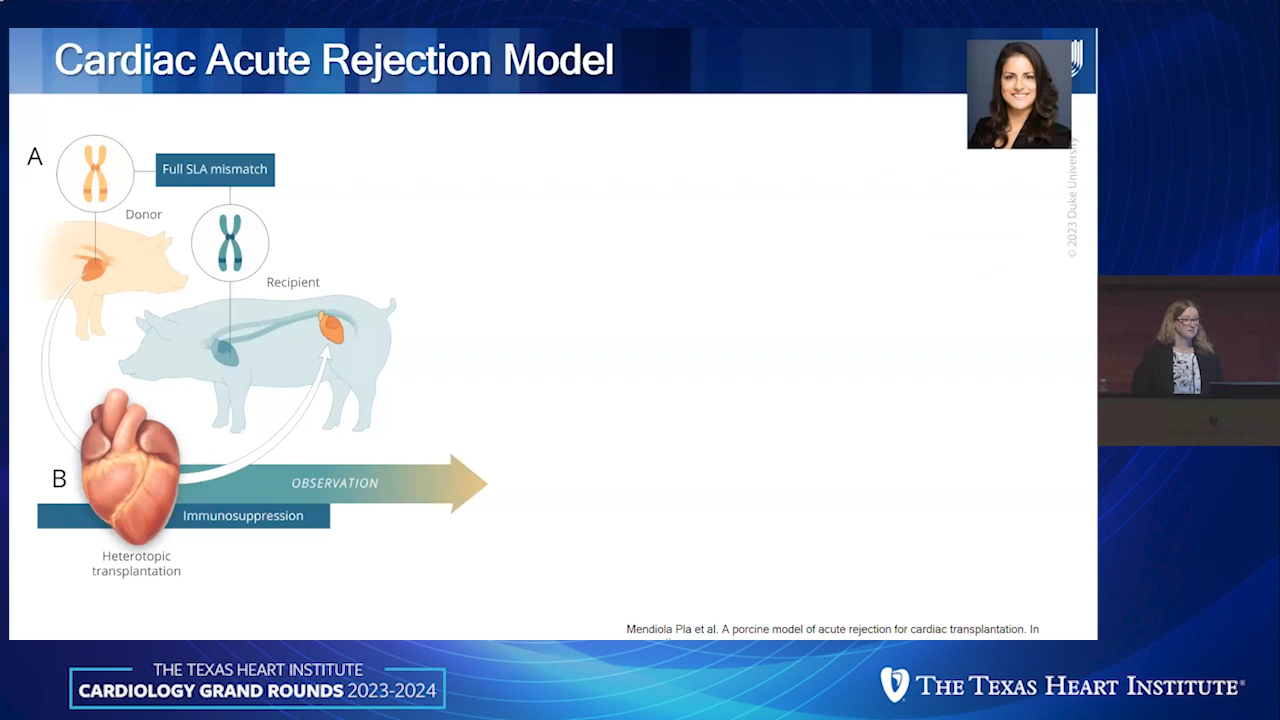 Cardiac Acute Rejection Model
A
Full SLA mismatch
Donor
Recipient
© 2023 Duke University
B
OBSERVATION
Immunosuppression
Heterotopic
transplantation
Mendiola Pla et al. A porcine model of acute rejection for cardiac transplantation. In
THE TEXAS HEART INSTITUTE
CARDIOLOGY GRAND ROUNDS 2023-2024
THE TEXAS HEART INSTITUTE®